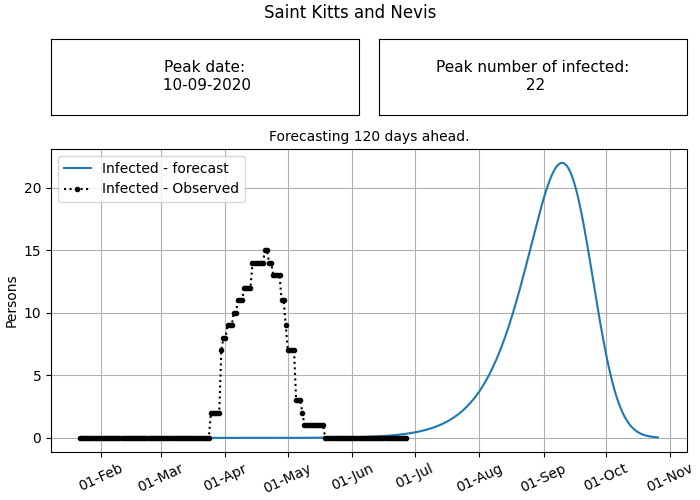 Saint Kitts and Nevis
Peak date:
10-09-2020
Peak number of infected:
22
Forecasting 120 days ahead.
Infected - forecast
Infected - Observed
Persons
20
15
10
5
0
01-Feb
01-Mar
01-Apr
01-May
01-Jun
01-Jul
01-Aug
01-Sep
01-Oct
01-Nov